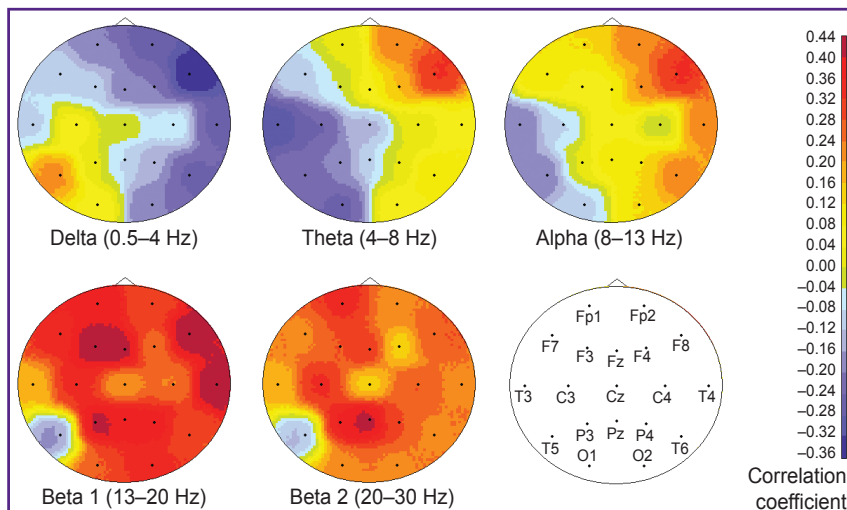 Delta (0.5–4 Hz)
Theta (4–8 Hz)
Alpha (8–13 Hz)
Beta 1 (13–20 Hz)
Beta 2 (20–30 Hz)
Fp1 Fp2
F7 F3 Fz F4 F8
T3 C3 Cz C4 T4
T5 P3 Pz P4 T6
O1 O2
0.44
0.40
0.36
0.32
0.28
0.24
0.20
0.16
0.12
0.08
0.04
0.00
–0.04
–0.08
–0.12
–0.16
–0.20
–0.24
–0.28
–0.32
–0.36
Correlation
coefficient